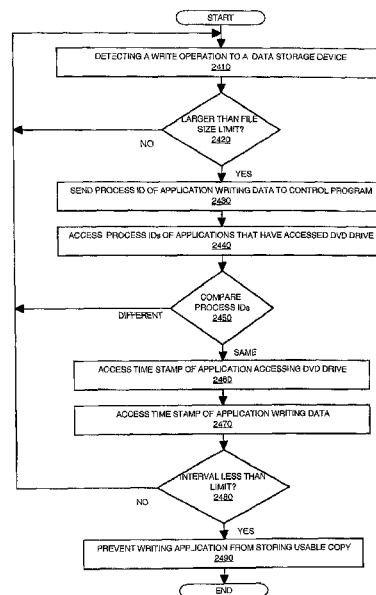 START
DETECTING A WRITE OPERATION TO A DATA STORAGE DEVICE
2410
LARGER THAN FILE
SIZE LIMIT?
2420
NO
YES
SEND PROCESS ID OF APPLICATION WRITING DATA TO CONTROL PROGRAM
2430
ACCESS PROCESS IDs OF APPLICATIONS THAT HAVE ACCESSED DVD DRIVE
2440
COMPARE
PROCESS IDs
2450
DIFFERENT
SAME
ACCESS TIME STAMP OF APPLICATION ACCESSING DVD DRIVE
2460
ACCESS TIME STAMP OF APPLICATION WRITING DATA
2470
INTERVAL LESS THAN
LIMIT?
2480
NO
YES
PREVENT WRITING APPLICATION FROM STORING USABLE COPY
2490
END